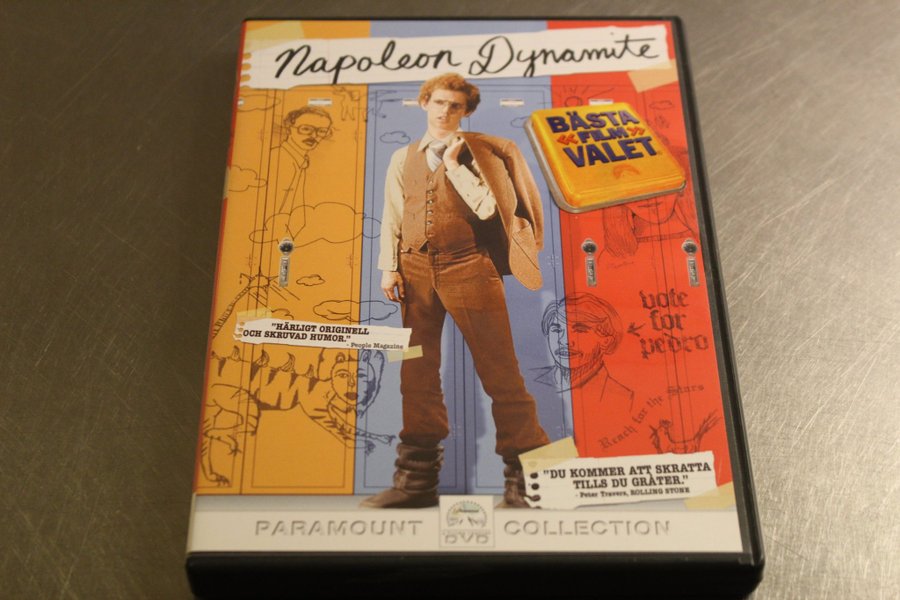 Napoleon Dynamite
BÄSTA
«FILM»
VALET
vote
for
pedro
"HÄRLIGT ORIGINELL
OCH SKRUVAD HUMOR."
- People Magazine
Reach for the Stars
"DU KOMMER ATT SKRATTA
TILLS DU GRÅTER."
- Peter Travers, ROLLING STONE
PARAMOUNT DVD COLLECTION